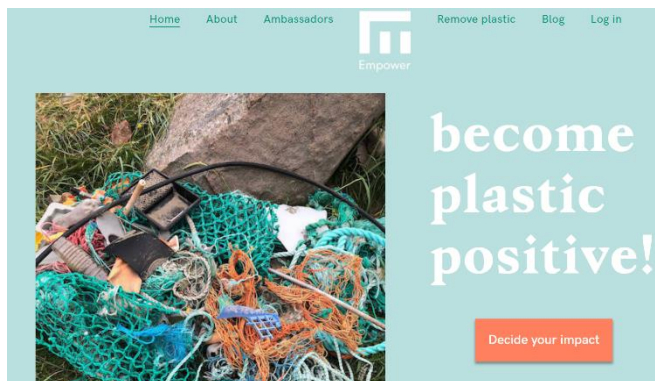 Home About Ambassadors Remove plastic Blog Log in
Empower
become
plastic
positive!
Decide your impact